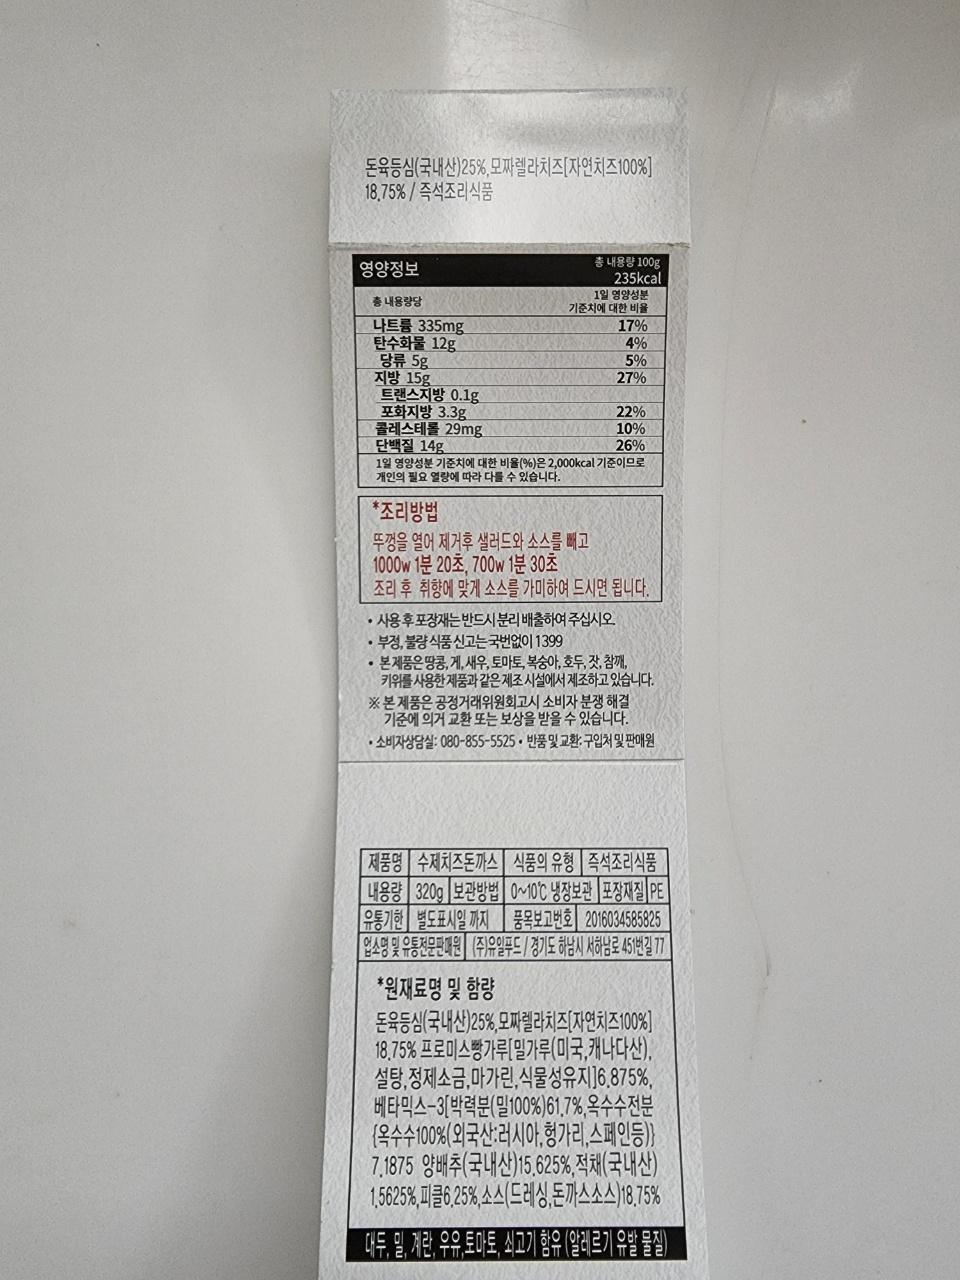 돈육등심(국내산)25%,모짜렐라치즈[자연치즈100%]
18.75% / 즉석조리식품
영양정보
총 내용량 100g
235kcal
총 내용량당
1일 영양성분
기준치에 대한 비율
나트륨 335mg 17%
탄수화물 12g 4%
당류 5g 5%
지방 15g 27%
트랜스지방 0.1g
포화지방 3.3g 22%
콜레스테롤 29mg 10%
단백질 14g 26%
1일 영양성분 기준치에 대한 비율(%)은 2,000kcal 기준이므로
개인의 필요 열량에 따라 다를 수 있습니다.
*조리방법
뚜껑을 열어 제거후 샐러드와 소스를 빼고
1000w 1분 20초, 700w 1분 30초
조리 후 취향에 맞게 소스를 가미하여 드시면 됩니다.
• 사용 후 포장재는 반드시 분리 배출하여 주십시오.
• 부정, 불량 식품 신고는 국번없이 1399
• 본 제품은 땅콩, 게, 새우, 토마토, 복숭아, 호두, 잣, 참깨,
키위를 사용한 제품과 같은 제조 시설에서 제조하고 있습니다.
※ 본 제품은 공정거래위원회고시 소비자 분쟁 해결
기준에 의거 교환 또는 보상을 받을 수 있습니다.
• 소비자상담실: 080-855-5525 • 반품 및 교환: 구입처 및 판매원
제품명 수제치즈돈까스 식품의 유형 즉석조리식품
내용량 320g 보관방법 0~10℃ 냉장보관 포장재질 PE
유통기한 별도표시일 까지 품목보고번호 2016034585825
업소명 및 유통전문판매원 (주)유일푸드 / 경기도 하남시 서하남로 451번길 77
*원재료명 및 함량
돈육등심(국내산)25%,모짜렐라치즈[자연치즈100%]
18.75% 프로미스빵가루[밀가루(미국,캐나다산),
설탕,정제소금,마가린,식물성유지]6.875%,
베타믹스-3[박력분(밀100%)61.7%,옥수수전분
{옥수수100%(외국산:러시아,헝가리,스페인등)}
7.1875 양배추(국내산)15.625%,적채(국내산)
1.5625%,피클6.25%,소스(드레싱,돈까스소스)18.75%
대두, 밀, 계란, 우유,토마토, 쇠고기 함유 (알레르기 유발 물질)